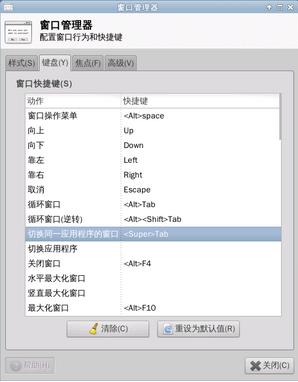 窗口管理器
窗口管理器
配置窗口行为和快捷键
样式(S) 键盘(Y) 焦点(F) 高级(V)
窗口快捷键(S)
动作 快捷键
窗口操作菜单 <Alt>space
向上 Up
向下 Down
靠左 Left
靠右 Right
取消 Escape
循环窗口 <Alt>Tab
循环窗口(逆转) <Alt><Shift>Tab
切换同一应用程序的窗口 <Super>Tab
切换应用程序
关闭窗口 <Alt>F4
水平最大化窗口
竖直最大化窗口
最大化窗口 <Alt>F10
清除(C) 重设为默认值(R)
帮助(H) 关闭(C)